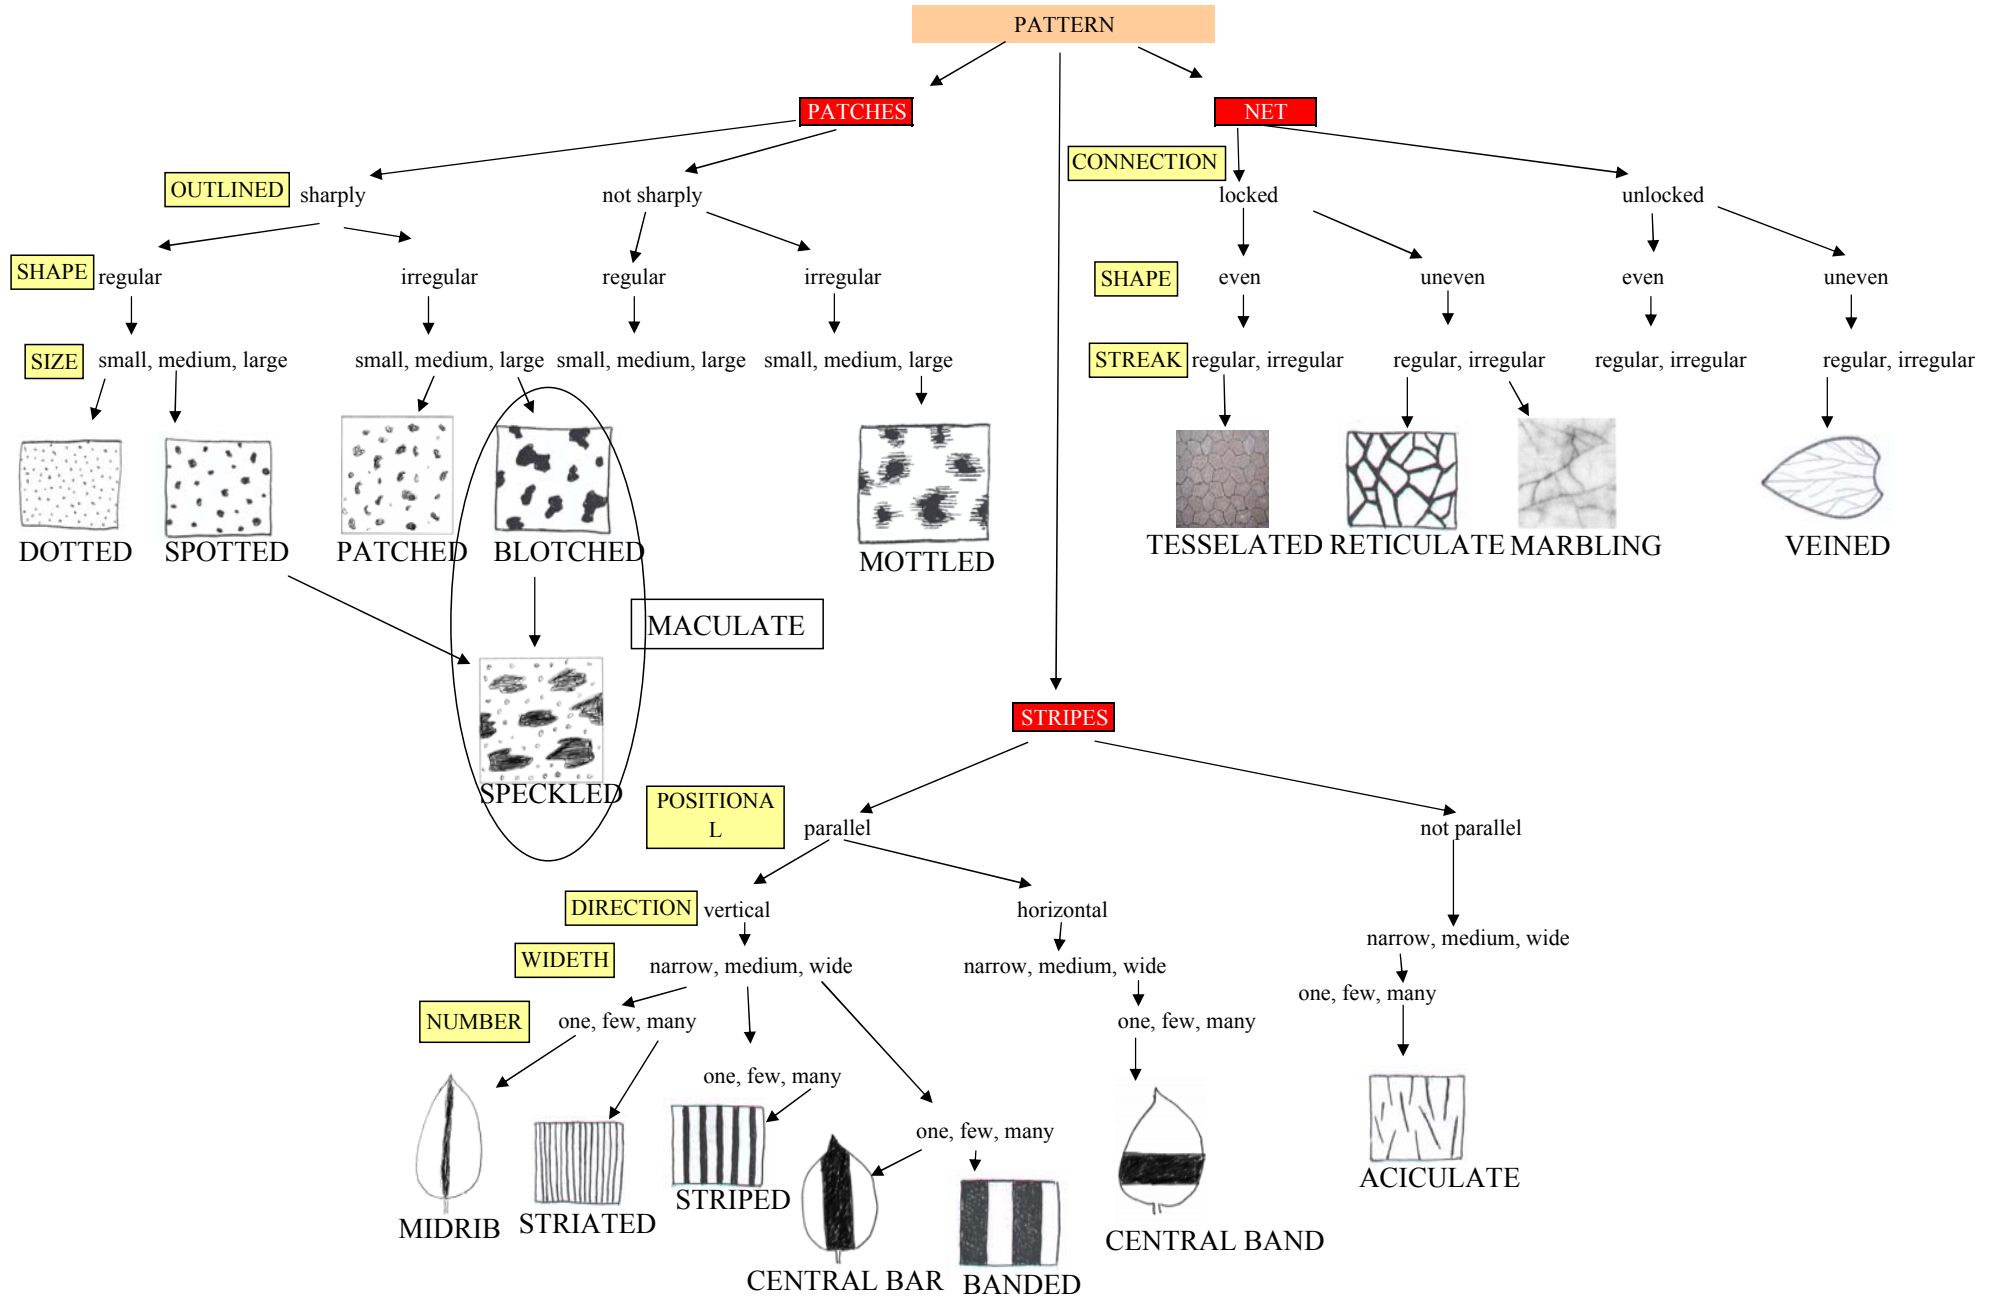 PATTERN
PATCHES
NET
CONNECTION
OUTLINED sharply
not sharply
locked
unlocked
SHAPE regular
irregular
regular
irregular
SHAPE
even
uneven
even
uneven
SIZE small, medium, large
small, medium, large
small, medium, large
small, medium, large
STREAK regular, irregular
regular, irregular
regular, irregular
regular, irregular
DOTTED
SPOTTED
PATCHED
BLOTCHED
MOTTLED
TESSELATED
RETICULATE
MARBLING
VEINED
MACULATE
SPECKLED
STRIPES
POSITIONA
L
parallel
not parallel
DIRECTION vertical
horizontal
WIDETH
narrow, medium, wide
narrow, medium, wide
narrow, medium, wide
NUMBER
one, few, many
one, few, many
one, few, many
one, few, many
one, few, many
MIDRIB
STRIATED
STRIPED
CENTRAL BAR
BANDED
CENTRAL BAND
ACICULATE